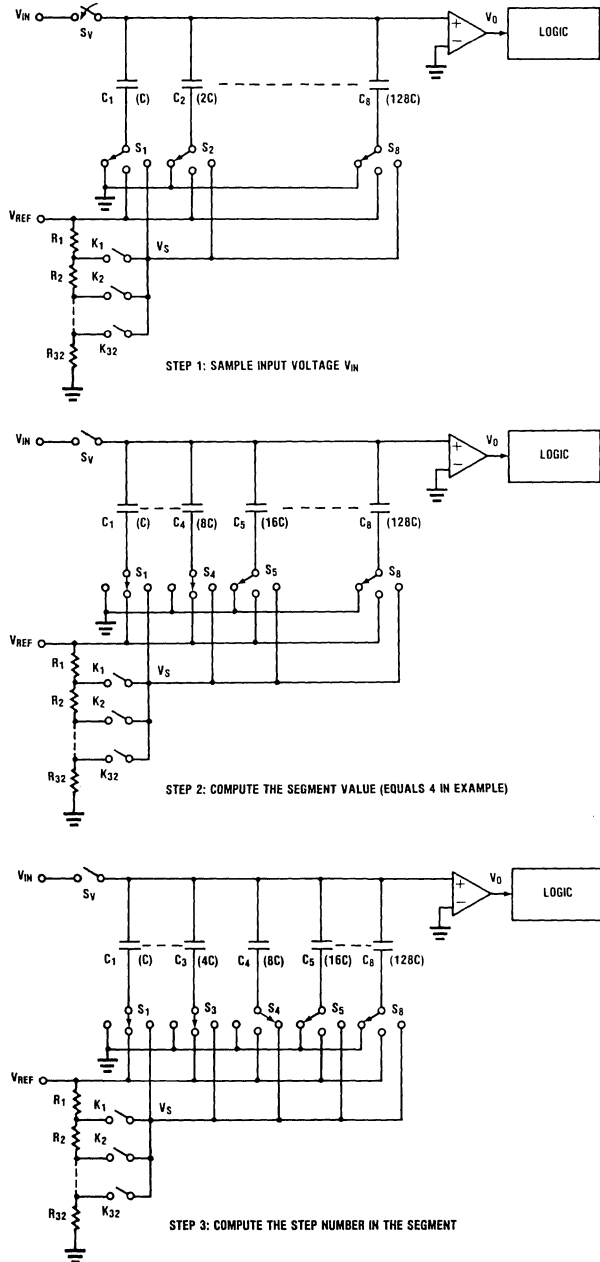 VIN
SV
+
−
VO
LOGIC
C1 (C)
C2 (2C)
C8 (128C)
S1
S2
S8
VREF
R1
K1
VS
R2
K2
K32
R32
STEP 1: SAMPLE INPUT VOLTAGE VIN
VIN
SV
+
−
VO
LOGIC
C1 (C)
C4 (8C)
C5 (16C)
C8 (128C)
S1
S4
S5
S8
VREF
R1
K1
VS
R2
K2
K32
R32
STEP 2: COMPUTE THE SEGMENT VALUE (EQUALS 4 IN EXAMPLE)
VIN
SV
+
−
VO
LOGIC
C1 (C)
C3 (4C)
C4 (8C)
C5 (16C)
C8 (128C)
S1
S3
S4
S5
S8
VREF
R1
K1
VS
R2
K2
K32
R32
STEP 3: COMPUTE THE STEP NUMBER IN THE SEGMENT